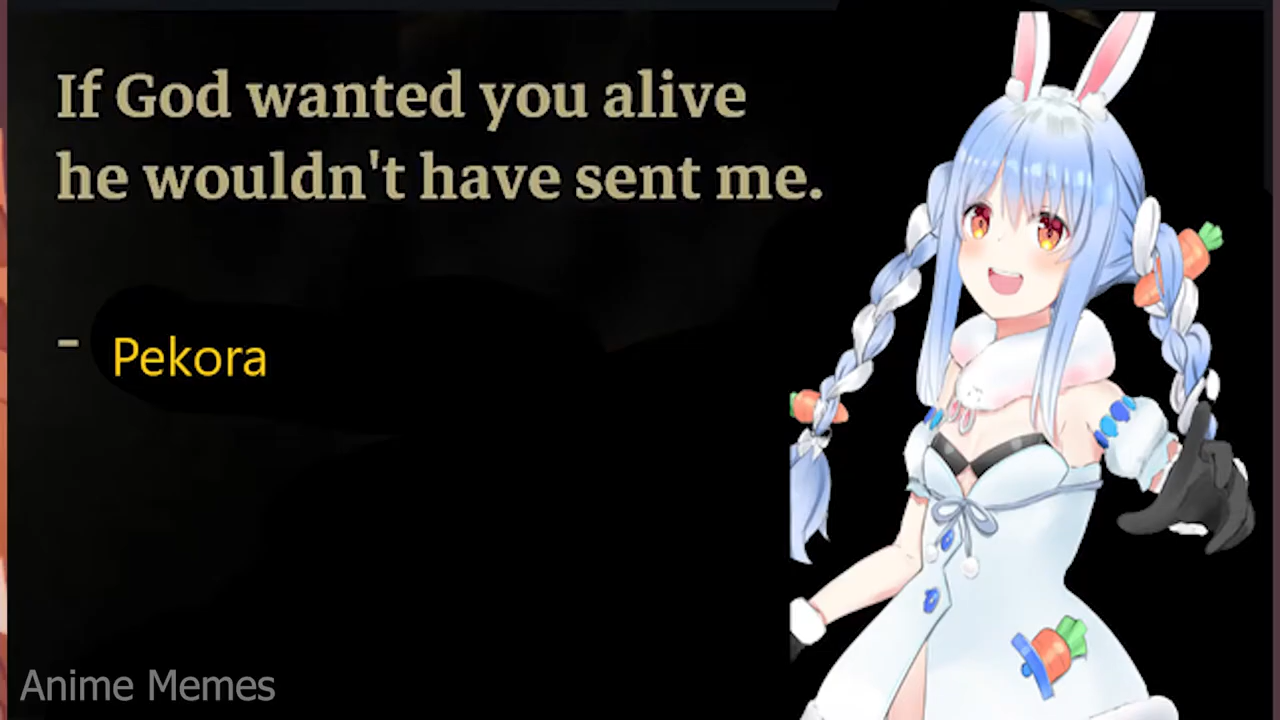 If God wanted you alive
he wouldn't have sent me.
- Pekora
Anime Memes